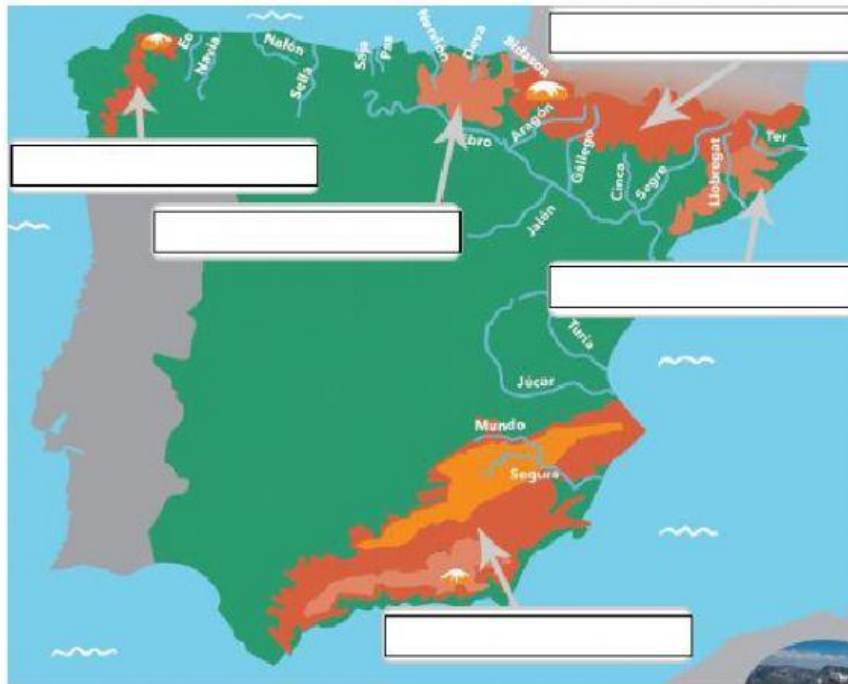 Eo
Navia
Nalón
Sella
Saja
Pas
Nervión
Deva
Bidasoa
Ebro
Aragón
Gállego
Cinca
Segre
Llobregat
Ter
Jalón
Turia
Júcar
Mundo
Segura